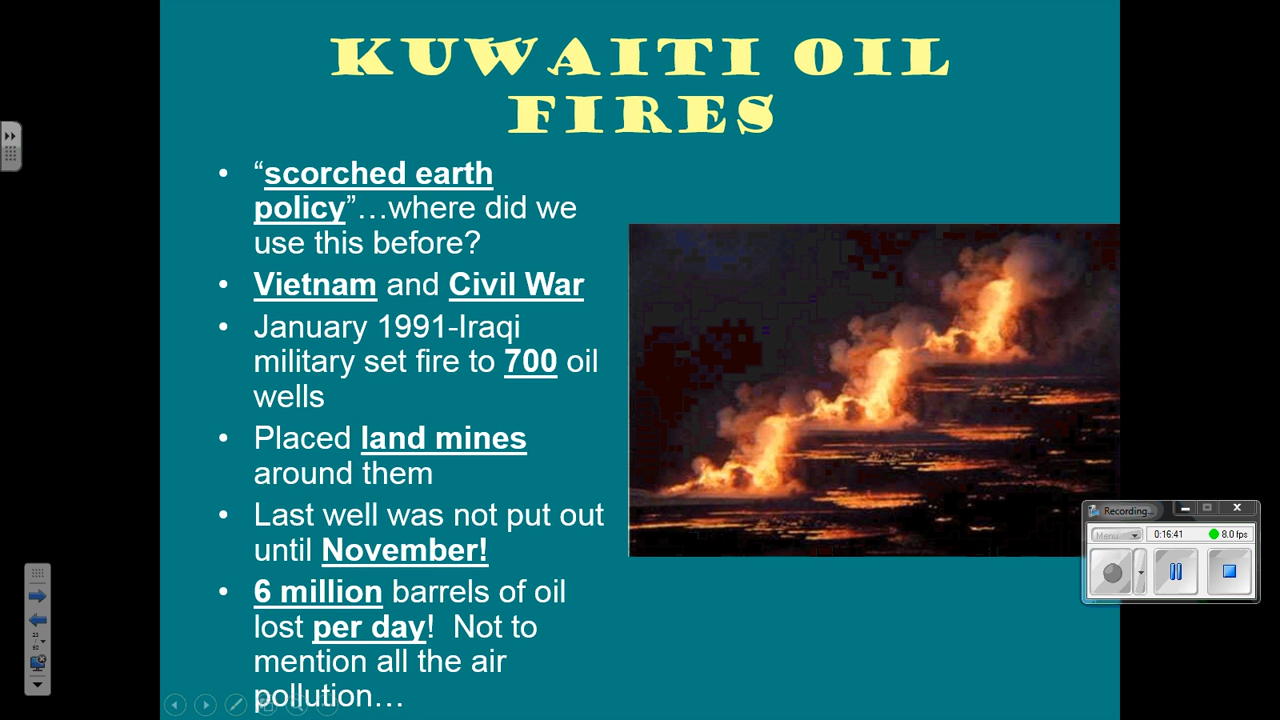 KUWAITI OIL
FIRES
• “scorched earth
policy”…where did we
use this before?
• Vietnam and Civil War
• January 1991-Iraqi
military set fire to 700 oil
wells
• Placed land mines
around them
• Last well was not put out
until November!
• 6 million barrels of oil
lost per day! Not to
mention all the air
pollution…
Recording...
Menu
0:16:41
8.0 fps